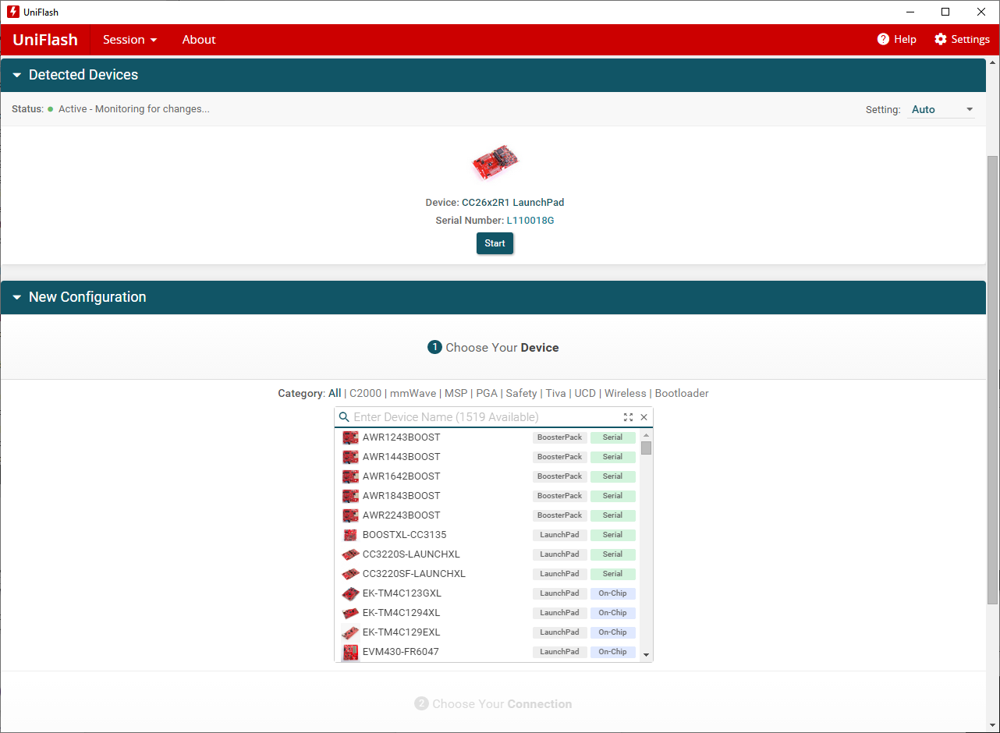 UniFlash
UniFlash Session About Help Settings
Detected Devices
Status: Active - Monitoring for changes... Setting: Auto
Device: CC26x2R1 LaunchPad
Serial Number: L110018G
Start
New Configuration
1 Choose Your Device
Category: All | C2000 | mmWave | MSP | PGA | Safety | Tiva | UCD | Wireless | Bootloader
Enter Device Name (1519 Available)
AWR1243BOOST BoosterPack Serial
AWR1443BOOST BoosterPack Serial
AWR1642BOOST BoosterPack Serial
AWR1843BOOST BoosterPack Serial
AWR2243BOOST BoosterPack Serial
BOOSTXL-CC3135 LaunchPad Serial
CC3220S-LAUNCHXL LaunchPad Serial
CC3220SF-LAUNCHXL LaunchPad Serial
EK-TM4C123GXL LaunchPad On-Chip
EK-TM4C1294XL LaunchPad On-Chip
EK-TM4C129EXL LaunchPad On-Chip
EVM430-FR6047 LaunchPad On-Chip
2 Choose Your Connection